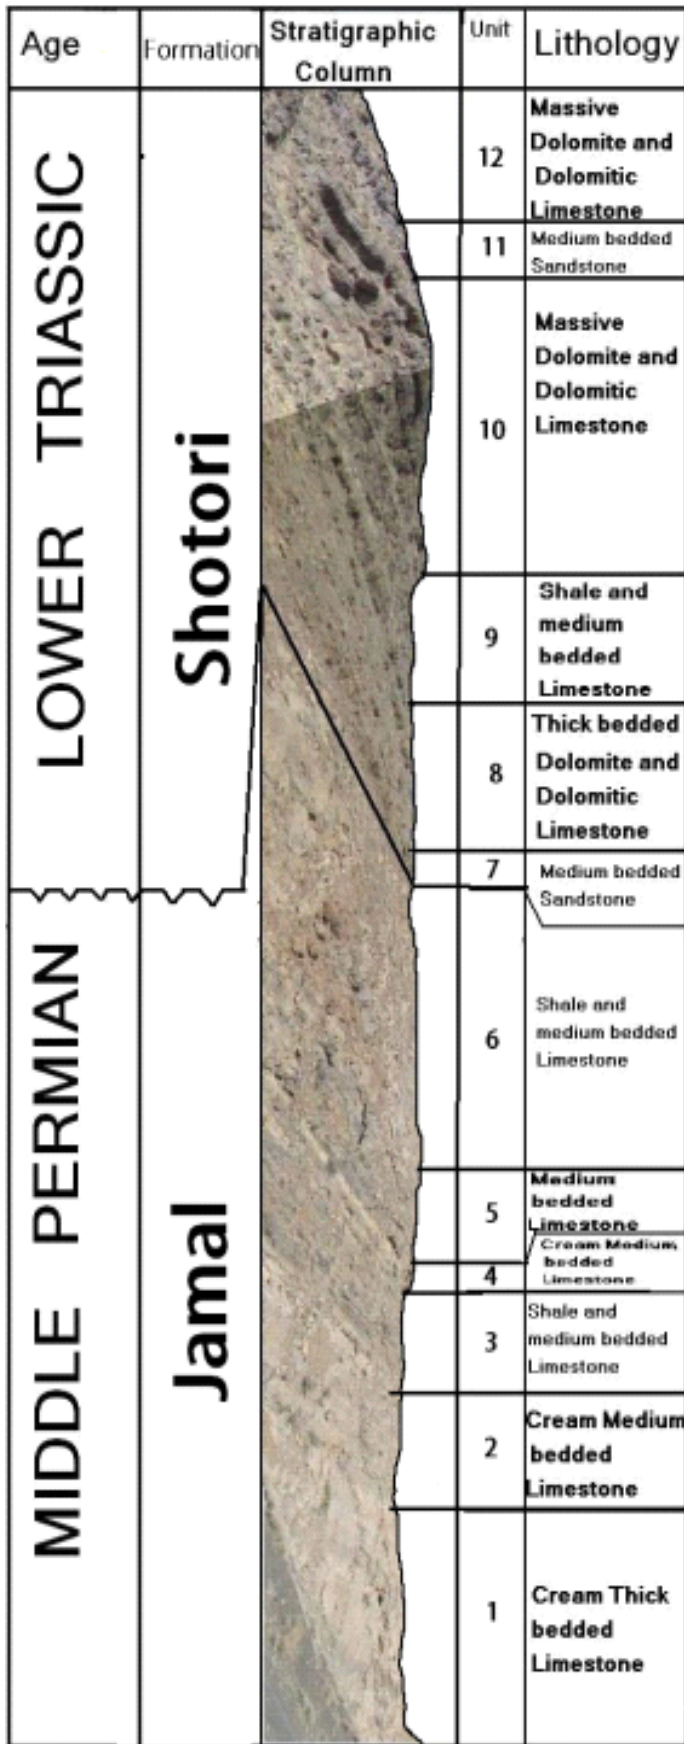 Age
Formation
Stratigraphic
Column
Unit
Lithology
LOWER TRIASSIC
Shotori
12
Massive
Dolomite and
Dolomitic
Limestone
11
Medium bedded
Sandstone
10
Massive
Dolomite and
Dolomitic
Limestone
9
Shale and
medium
bedded
Limestone
8
Thick bedded
Dolomite and
Dolomitic
Limestone
7
Medium bedded
Sandstone
MIDDLE PERMIAN
Jamal
6
Shale and
medium bedded
Limestone
5
Medium
bedded
Limestone
4
Cream Medium
bedded
Limestone
3
Shale and
medium bedded
Limestone
2
Cream Medium
bedded
Limestone
1
Cream Thick
bedded
Limestone